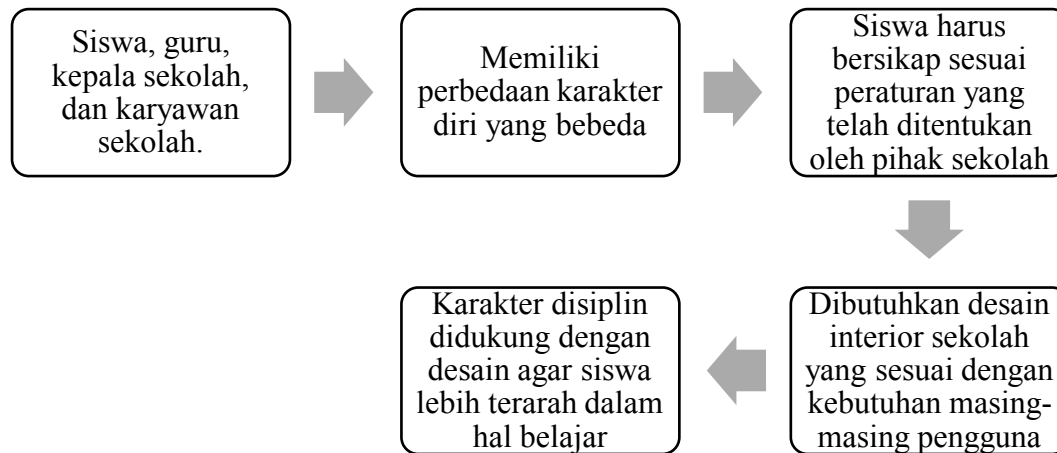 Siswa, guru,
kepala sekolah,
dan karyawan
sekolah.
Memiliki
perbedaan karakter
diri yang bebeda
Siswa harus
bersikap sesuai
peraturan yang
telah ditentukan
oleh pihak sekolah
Dibutuhkan desain
interior sekolah
yang sesuai dengan
kebutuhan masing-
masing pengguna
Karakter disiplin
didukung dengan
desain agar siswa
lebih terarah dalam
hal belajar